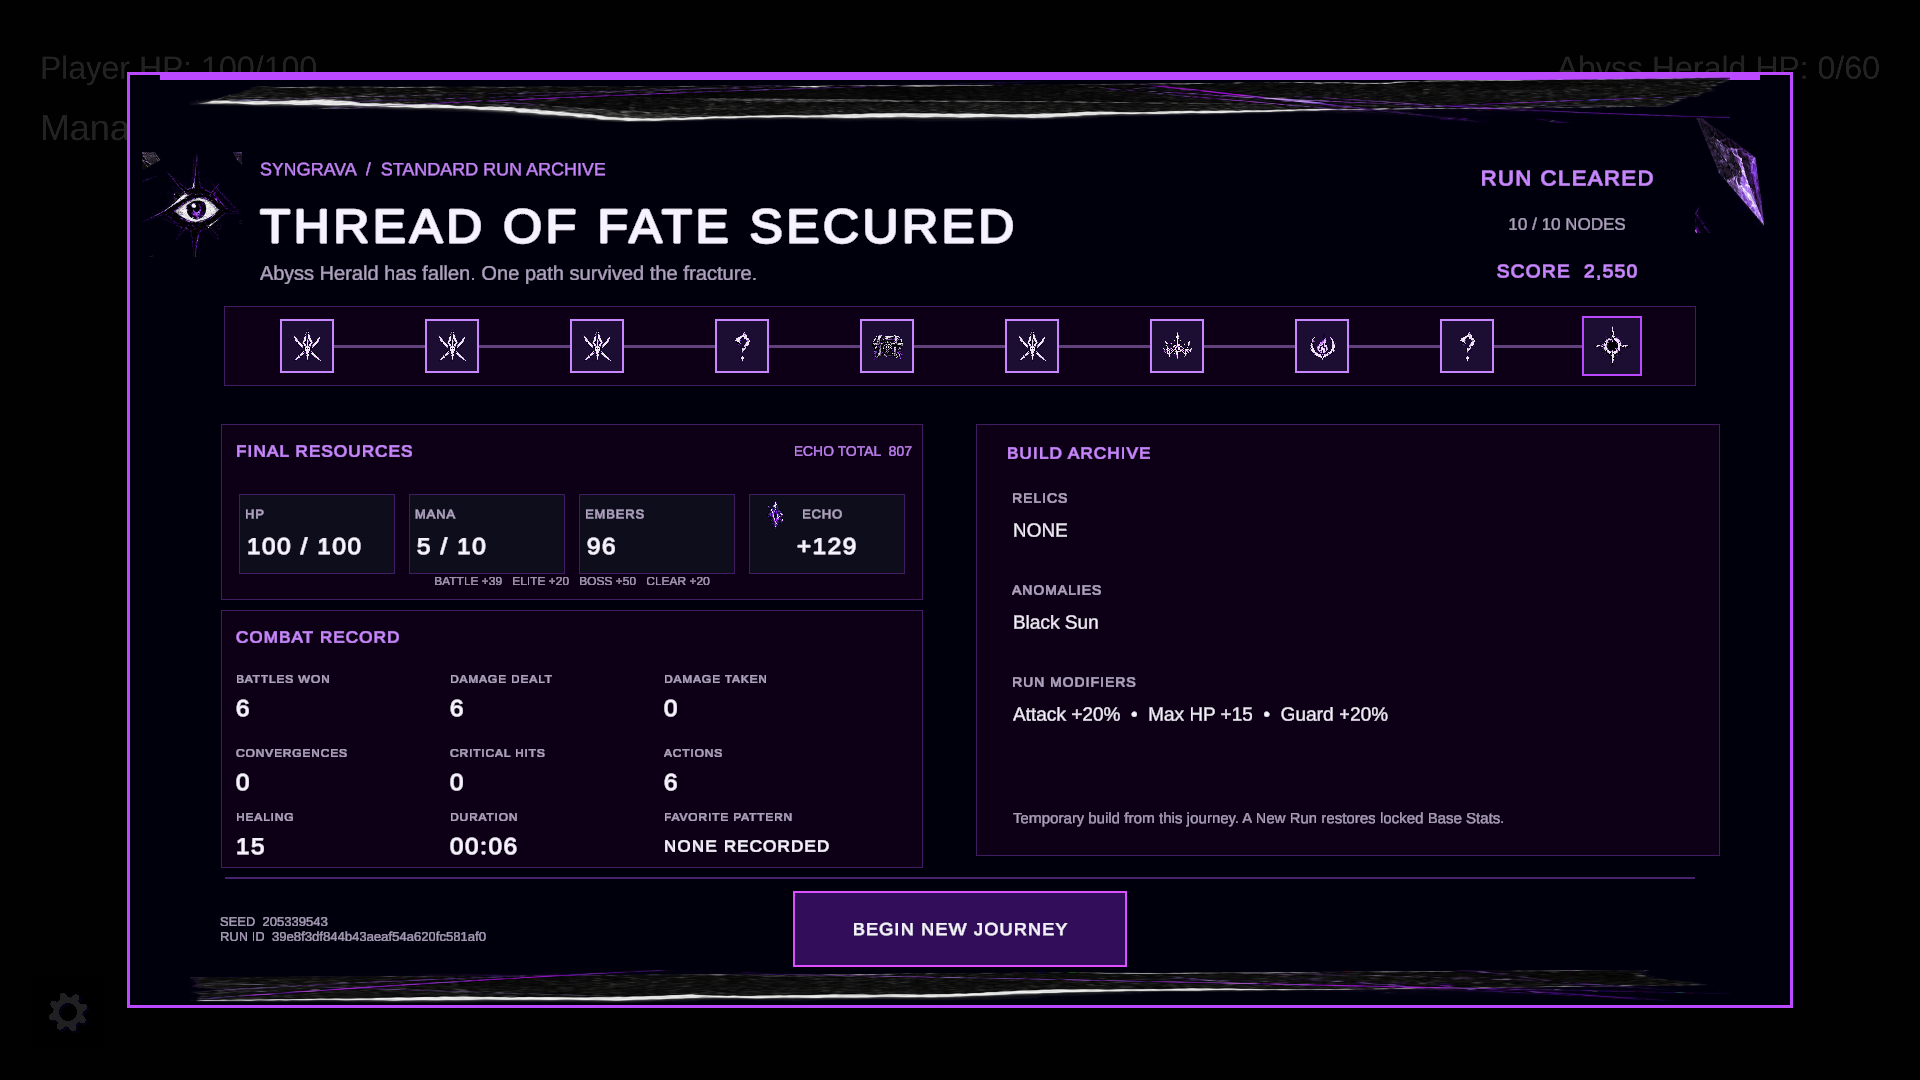 Player HP: 100/100
Abyss Herald HP: 0/60
Mana
SYNGRAVA / STANDARD RUN ARCHIVE
THREAD OF FATE SECURED
Abyss Herald has fallen. One path survived the fracture.
RUN CLEARED
10 / 10 NODES
SCORE 2,550
? ?
FINAL RESOURCES
ECHO TOTAL 807
HP
100 / 100
MANA
5 / 10
EMBERS
96
ECHO
+129
BATTLE +39 ELITE +20 BOSS +50 CLEAR +20
COMBAT RECORD
BATTLES WON
6
DAMAGE DEALT
6
DAMAGE TAKEN
0
CONVERGENCES
0
CRITICAL HITS
0
ACTIONS
6
HEALING
15
DURATION
00:06
FAVORITE PATTERN
NONE RECORDED
BUILD ARCHIVE
RELICS
NONE
ANOMALIES
Black Sun
RUN MODIFIERS
Attack +20% • Max HP +15 • Guard +20%
Temporary build from this journey. A New Run restores locked Base Stats.
SEED 205339543
RUN ID 39e8f3df844b43aeaf54a620fc581af0
BEGIN NEW JOURNEY